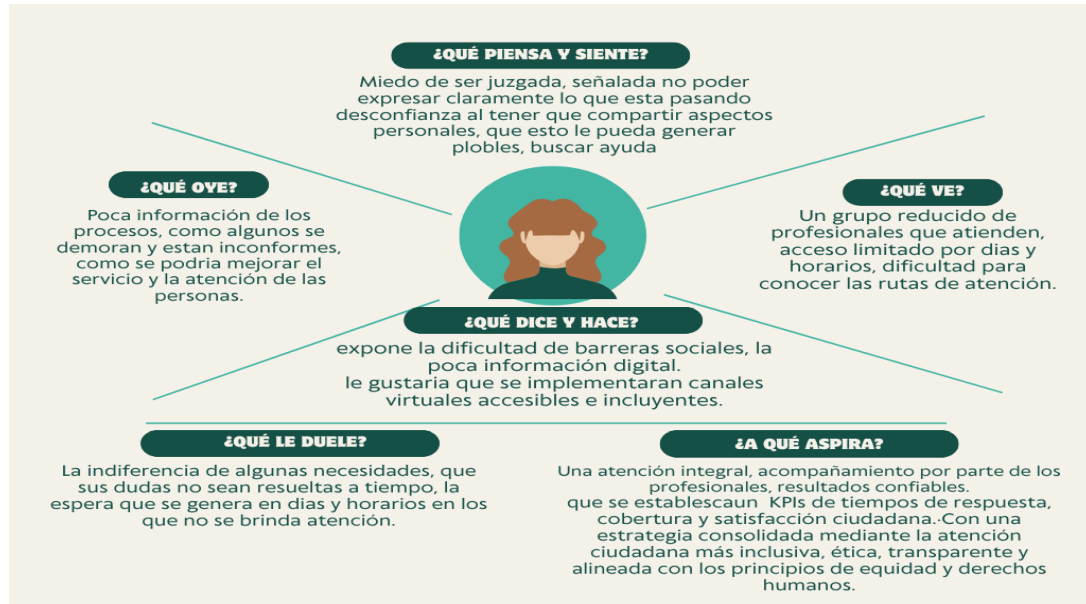 ¿QUÉ PIENSA Y SIENTE?
Miedo de ser juzgada, señalada no poder
expresar claramente lo que esta pasando
desconfianza al tener que compartir aspectos
personales, que esto le pueda generar
plobles, buscar ayuda
¿QUÉ OYE?
Poca información de los
procesos, como algunos se
demoran y estan inconformes,
como se podria mejorar el
servicio y la atención de las
personas.
¿QUÉ VE?
Un grupo reducido de
profesionales que atienden,
acceso limitado por dias y
horarios, dificultad para
conocer las rutas de atención.
¿QUÉ DICE Y HACE?
expone la dificultad de barreras sociales, la
poca información digital.
le gustaria que se implementaran canales
virtuales accesibles e incluyentes.
¿QUÉ LE DUELE?
La indiferencia de algunas necesidades, que
sus dudas no sean resueltas a tiempo, la
espera que se genera en dias y horarios en los
que no se brinda atención.
¿A QUÉ ASPIRA?
Una atención integral, acompañamiento por parte de los
profesionales, resultados confiables.
que se establescaun  KPIs de tiempos de respuesta,
cobertura y satisfacción ciudadana.·Con una
estrategia consolidada mediante la atención
ciudadana más inclusiva, ética, transparente y
alineada con los principios de equidad y derechos
humanos.